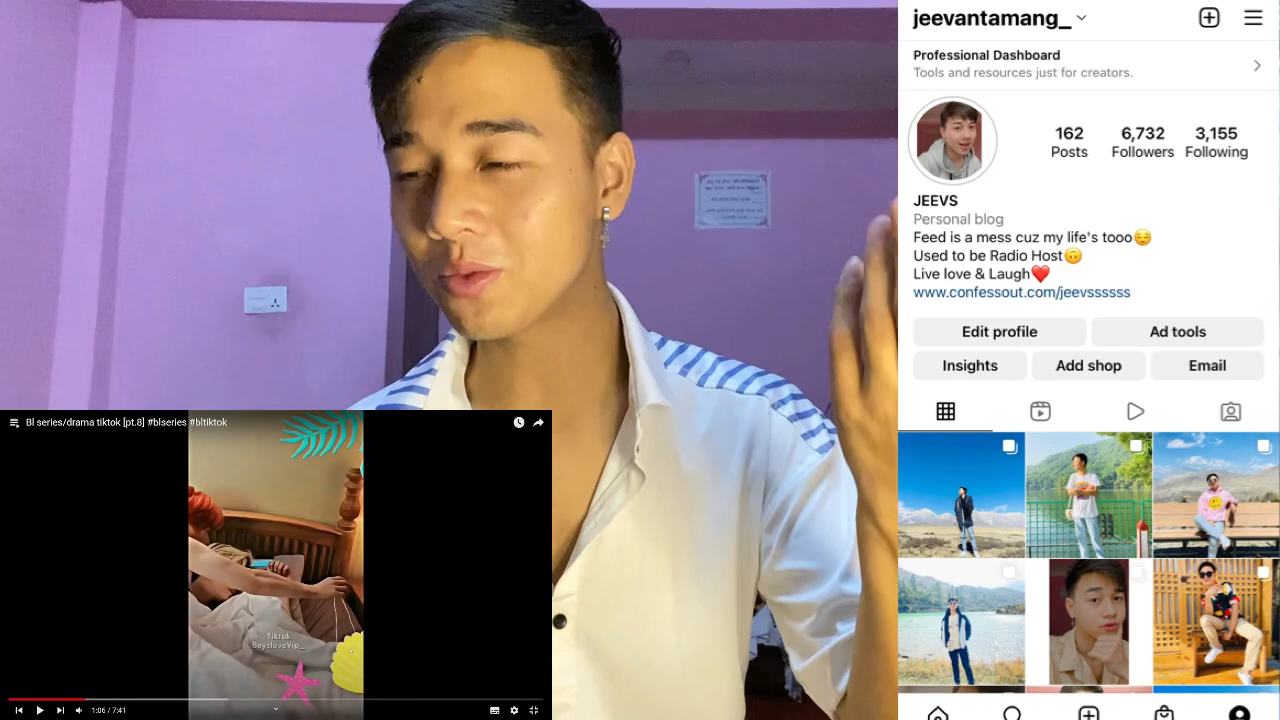 Bl series/drama tiktok [pt.8] #blseries #bltiktok
Tiktok
BoysloveVip_
1:06 / 7:41
jeevantamang_
Professional Dashboard
Tools and resources just for creators.
162
Posts
6,732
Followers
3,155
Following
JEEVS
Personal blog
Feed is a mess cuz my life's tooo😌
Used to be Radio Host🙃
Live love & Laugh❤️
www.confessout.com/jeevssssss
Edit profile
Ad tools
Insights
Add shop
Email